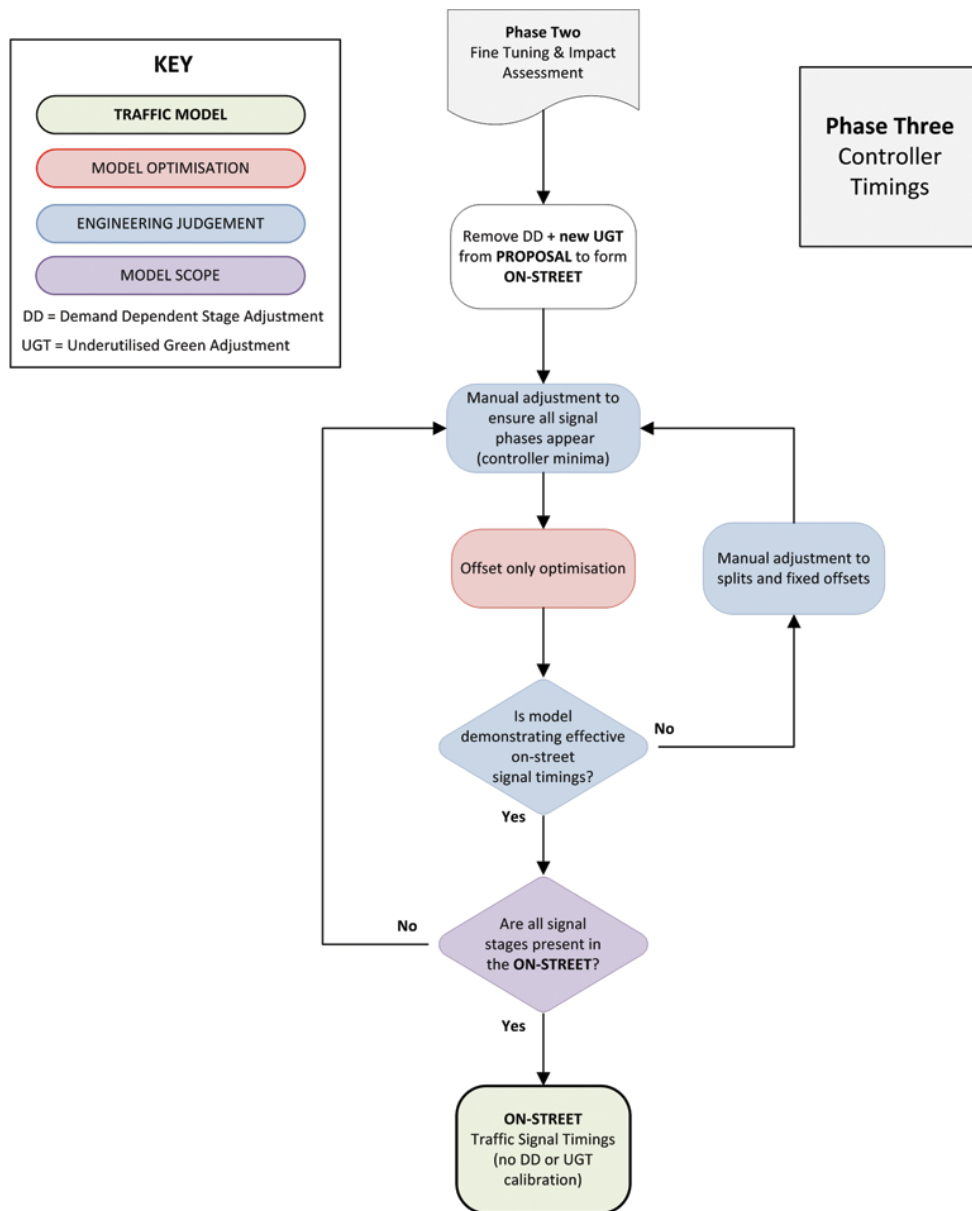 KEY
TRAFFIC MODEL
MODEL OPTIMISATION
ENGINEERING JUDGEMENT
MODEL SCOPE
DD = Demand Dependent Stage Adjustment
UGT = Underutilised Green Adjustment
Phase Two
Fine Tuning & Impact
Assessment
Phase Three
Controller
Timings
Remove DD + new UGT
from PROPOSAL to form
ON-STREET
Manual adjustment to
ensure all signal
phases appear
(controller minima)
Offset only optimisation
Manual adjustment to
splits and fixed offsets
Is model
demonstrating effective
on-street
signal timings?
No
Yes
Are all signal
stages present in
the ON-STREET?
No
Yes
ON-STREET
Traffic Signal Timings
(no DD or UGT
calibration)